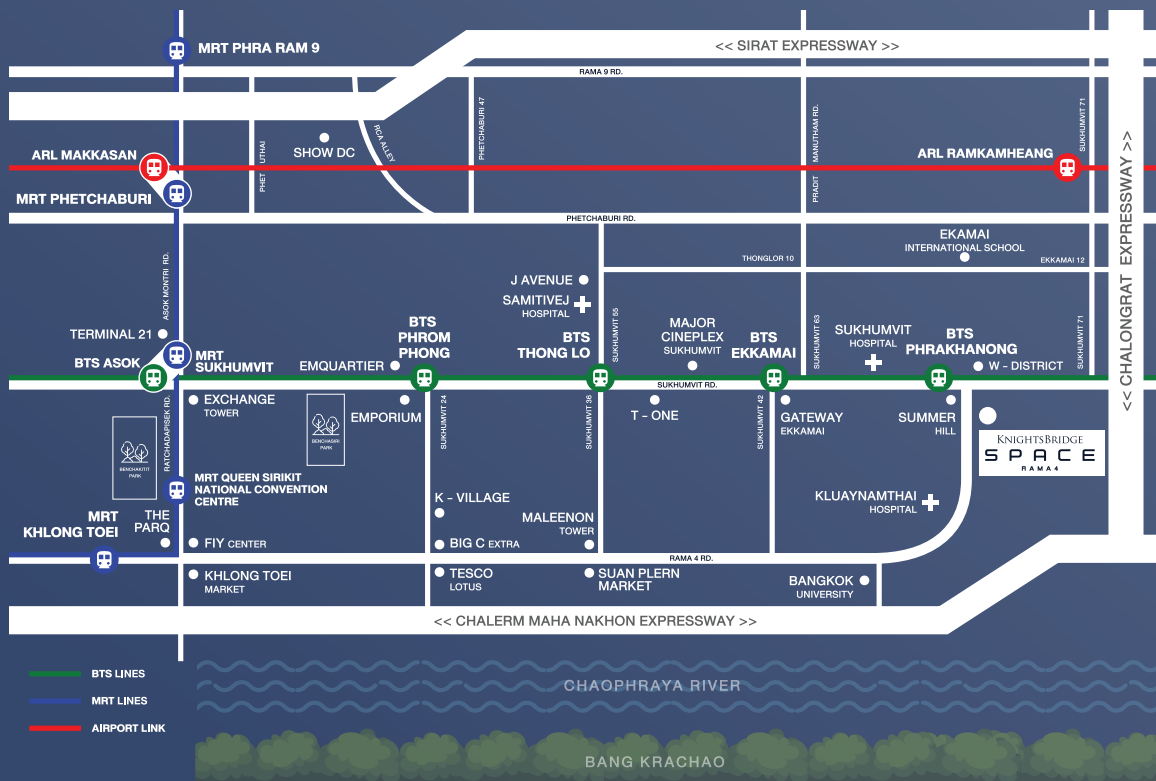 MRT PHRA RAM 9
<< SIRAT EXPRESSWAY >>
RAMA 9 RD.
PHETCHABURI 47
SUKHUMVIT 71
RCA ALLEY
SHOW DC
PHET UTHAI
PRADIT MANUTHAM RD.
ARL MAKKASAN
ARL RAMKAMHEANG
MRT PHETCHABURI
PHETCHABURI RD.
<< CHALONGRAT EXPRESSWAY >>
EKAMAI
INTERNATIONAL SCHOOL
THONGLOR 10
EKKAMAI 12
ASOK MONTRI RD.
J AVENUE
SAMITIVEJ
HOSPITAL
TERMINAL 21
BTS ASOK
MRT
SUKHUMVIT
EMQUARTIER
BTS
PHROM
PHONG
BTS
THONG LO
SUKHUMVIT 55
MAJOR
CINEPLEX
SUKHUMVIT
BTS
EKKAMAI
SUKHUMVIT 63
SUKHUMVIT
HOSPITAL
BTS
PHRAKHANONG
W - DISTRICT
SUKHUMVIT 71
SUKHUMVIT RD.
EXCHANGE
TOWER
BENCHASIRI
PARK
EMPORIUM
SUKHUMVIT 24
SUKHUMVIT 36
T - ONE
SUKHUMVIT 42
GATEWAY
EKKAMAI
SUMMER
HILL
KNIGHTSBRIDGE
SPACE
RAMA 4
RATCHADAPISEK RD.
BENCHAKITIT
PARK
MRT QUEEN SIRIKIT
NATIONAL CONVENTION
CENTRE
MRT
KHLONG TOEI
THE
PARQ
FIY CENTER
K - VILLAGE
BIG C EXTRA
MALEENON
TOWER
KLUAYNAMTHAI
HOSPITAL
RAMA 4 RD.
KHLONG TOEI
MARKET
TESCO
LOTUS
SUAN PLERN
MARKET
BANGKOK
UNIVERSITY
<< CHALERM MAHA NAKHON EXPRESSWAY >>
BTS LINES
MRT LINES
AIRPORT LINK
CHAOPHRAYA RIVER
BANG KRACHAO